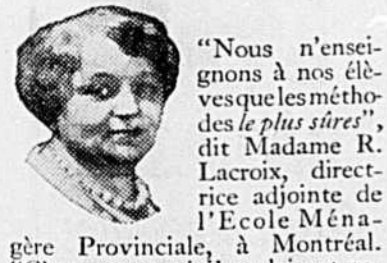 "Nous n'ensei-
gnons à nos élè-
ves que les métho-
des le plus sûres",
dit Madame R.
Lacroix, direct-
rice adjointe de
l'Ecole Ména-
gère Provinciale, à Montréal.